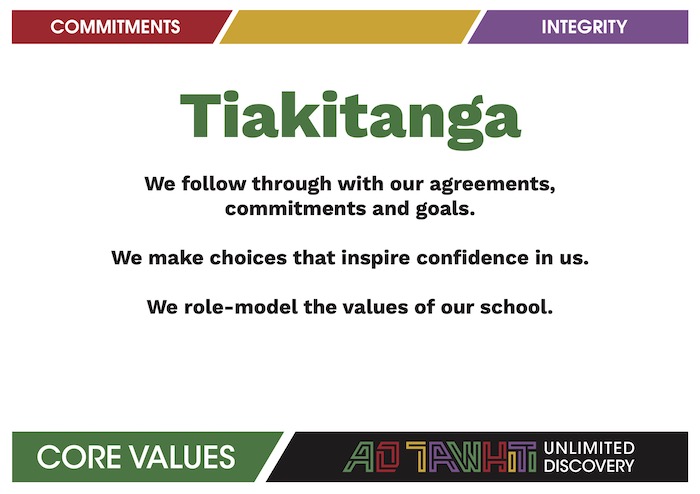 COMMITMENTS
INTEGRITY
Tiakitanga
We follow through with our agreements,
commitments and goals.
We make choices that inspire confidence in us.
We role-model the values of our school.
CORE VALUES
AO TAWHITI
UNLIMITED
DISCOVERY